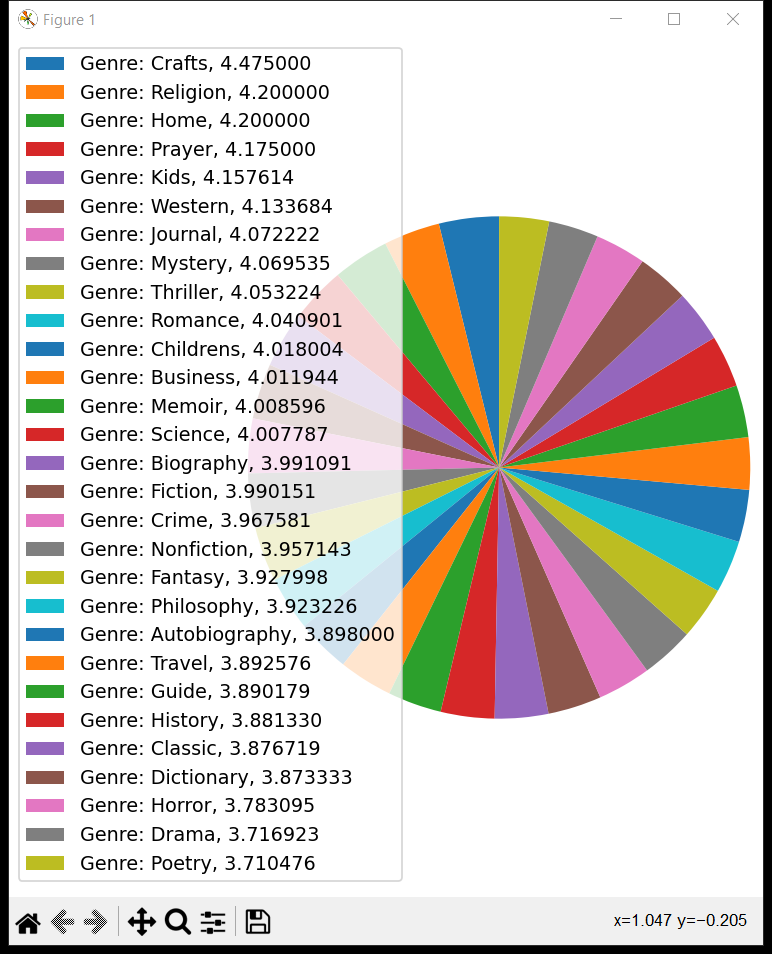 Figure 1
Genre: Crafts, 4.475000
Genre: Religion, 4.200000
Genre: Home, 4.200000
Genre: Prayer, 4.175000
Genre: Kids, 4.157614
Genre: Western, 4.133684
Genre: Journal, 4.072222
Genre: Mystery, 4.069535
Genre: Thriller, 4.053224
Genre: Romance, 4.040901
Genre: Childrens, 4.018004
Genre: Business, 4.011944
Genre: Memoir, 4.008596
Genre: Science, 4.007787
Genre: Biography, 3.991091
Genre: Fiction, 3.990151
Genre: Crime, 3.967581
Genre: Nonfiction, 3.957143
Genre: Fantasy, 3.927998
Genre: Philosophy, 3.923226
Genre: Autobiography, 3.898000
Genre: Travel, 3.892576
Genre: Guide, 3.890179
Genre: History, 3.881330
Genre: Classic, 3.876719
Genre: Dictionary, 3.873333
Genre: Horror, 3.783095
Genre: Drama, 3.716923
Genre: Poetry, 3.710476
x=1.047 y=−0.205